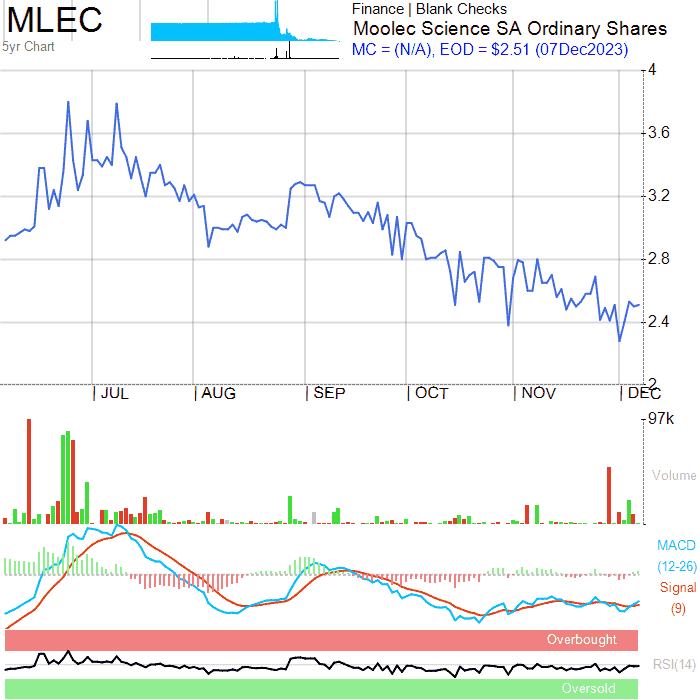 MLEC
5yr Chart
Finance | Blank Checks
Moolec Science SA Ordinary Shares
MC = (N/A), EOD = $2.51 (07Dec2023)
4
3.6
3.2
2.8
2.4
2
JUL AUG SEP OCT NOV DEC
97k
Volume
MACD
(12-26)
Signal
(9)
Overbought
RSI(14)
Oversold